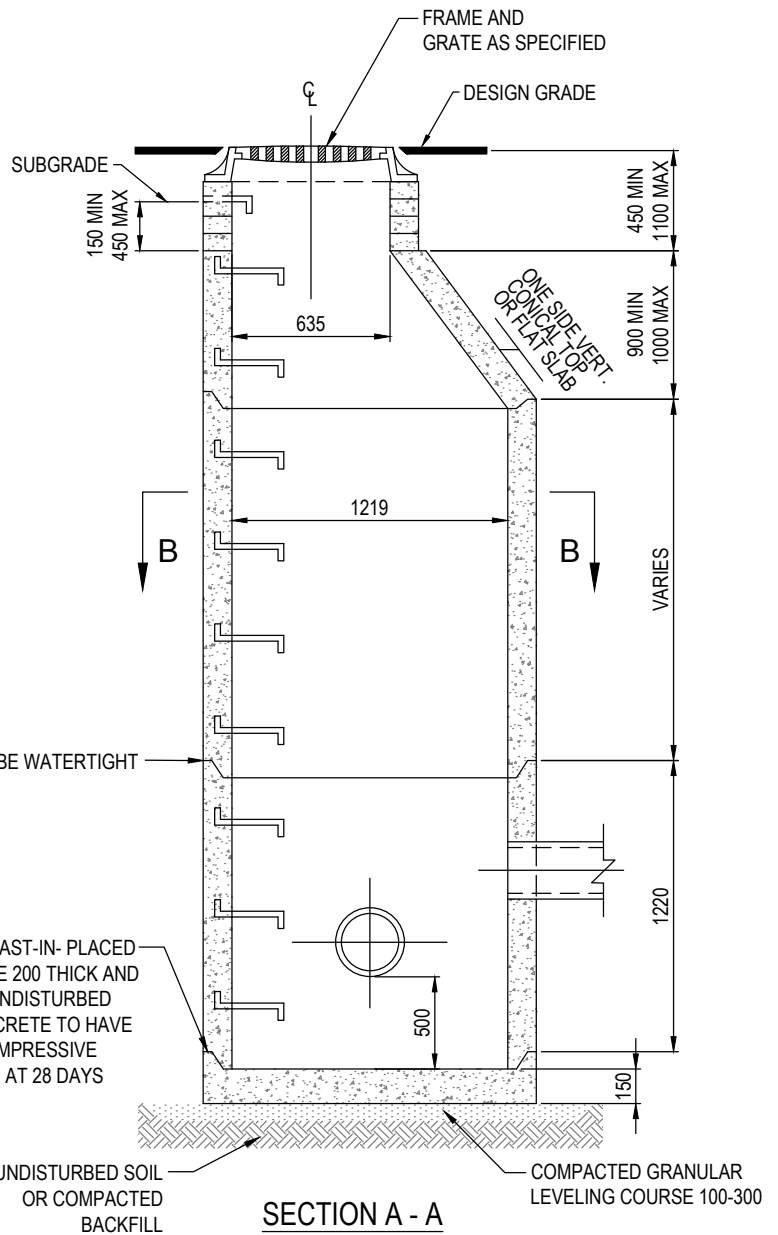 FRAME AND
GRATE AS SPECIFIED
℄
DESIGN GRADE
SUBGRADE
150 MIN
450 MAX
450 MIN
1100 MAX
635
ONE SIDE VERT.
CONICAL TOP
OR FLAT SLAB
900 MIN
1000 MAX
1219
B
B
VARIES
BE WATERTIGHT
1220
AST-IN- PLACED
E 200 THICK AND
NDISTURBED
CRETE TO HAVE
MPRESSIVE
AT 28 DAYS
500
150
UNDISTURBED SOIL
OR COMPACTED
BACKFILL
COMPACTED GRANULAR
LEVELING COURSE 100-300
SECTION A - A